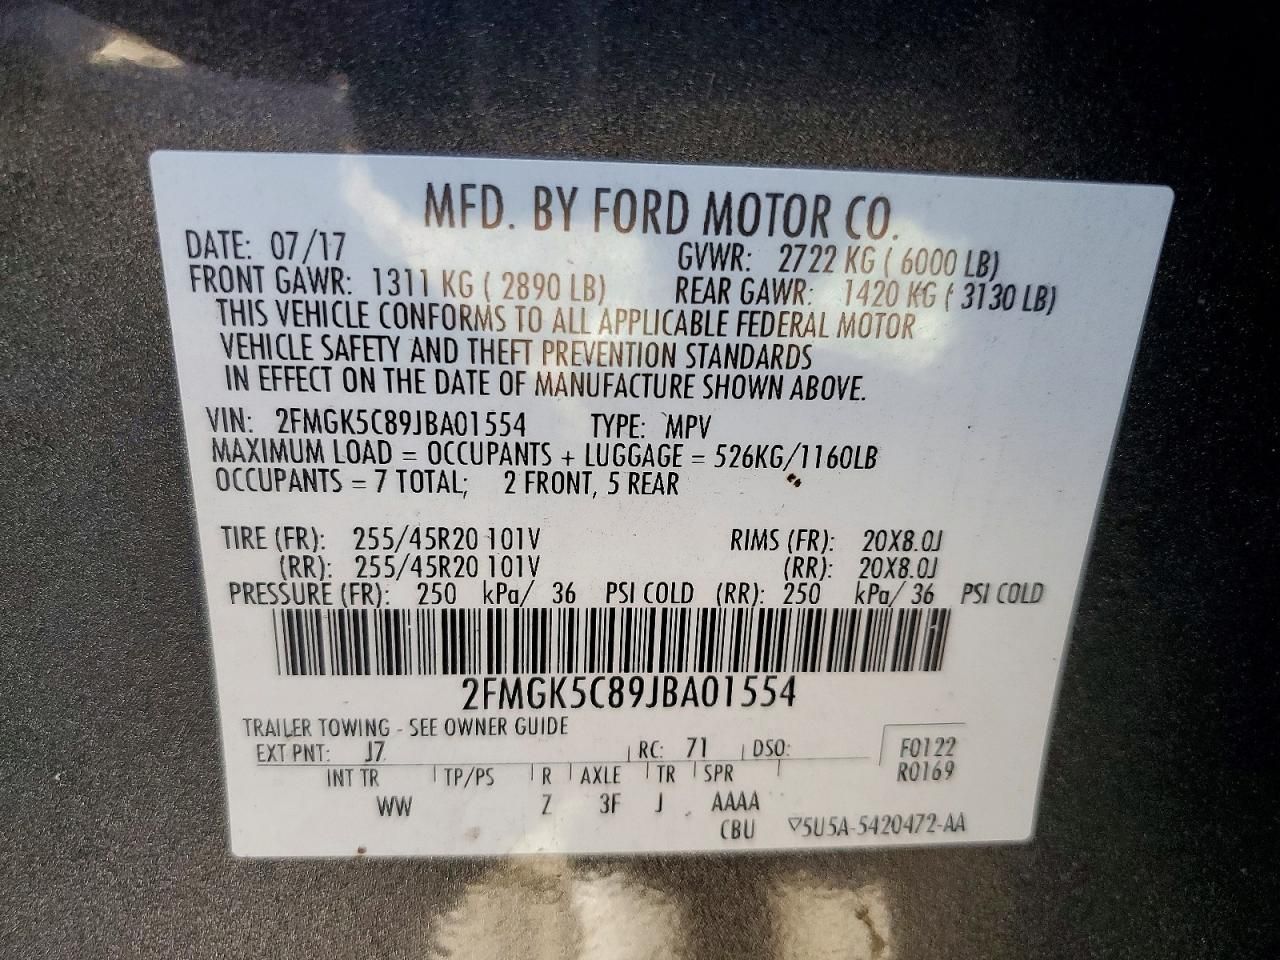 MFD. BY FORD MOTOR CO.
DATE: 07/17 GVWR: 2722 KG ( 6000 LB)
FRONT GAWR: 1311 KG ( 2890 LB) REAR GAWR: 1420 KG ( 3130 LB)
THIS VEHICLE CONFORMS TO ALL APPLICABLE FEDERAL MOTOR
VEHICLE SAFETY AND THEFT PREVENTION STANDARDS
IN EFFECT ON THE DATE OF MANUFACTURE SHOWN ABOVE.
VIN: 2FMGK5C89JBA01554 TYPE: MPV
MAXIMUM LOAD = OCCUPANTS + LUGGAGE = 526KG/1160LB
OCCUPANTS = 7 TOTAL; 2 FRONT, 5 REAR
TIRE (FR): 255/45R20 101V RIMS (FR): 20X8.0J
(RR): 255/45R20 101V (RR): 20X8.0J
PRESSURE (FR): 250 kPa/ 36 PSI COLD (RR): 250 kPa/ 36 PSI COLD
2FMGK5C89JBA01554
TRAILER TOWING - SEE OWNER GUIDE
EXT PNT: J7 RC: 71 DSO: F0122
R0169
INT TR TP/PS R AXLE TR SPR
WW Z 3F J AAAA
CBU ▽5U5A-5420472-AA